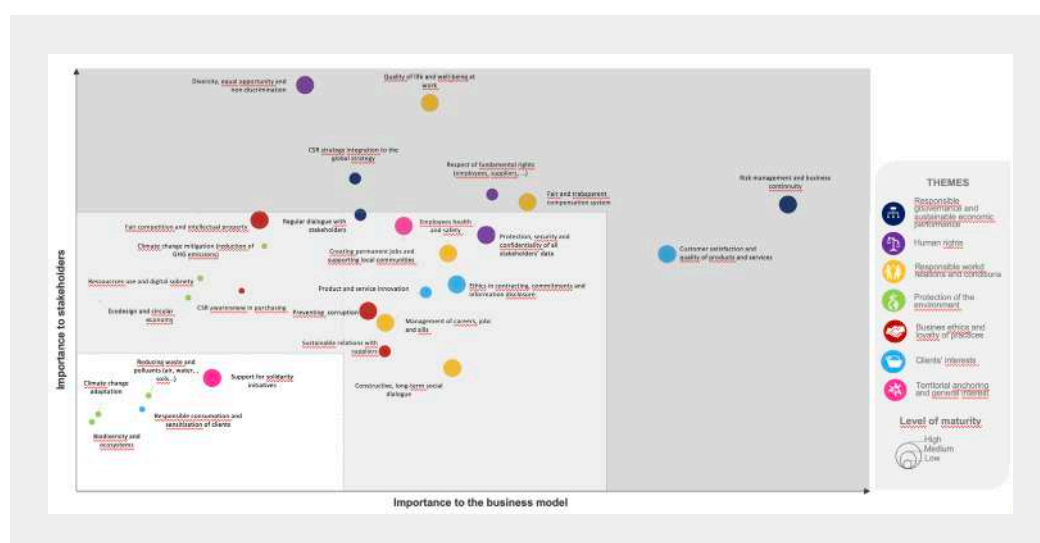 Diversity, equal opportunity and
non discrimination
Quality of life and well-being at
work
CSR stratage integration to the
global strategy
Respect of fundamental rights
(employees, suppliers, ...)
Risk management and business
continuity
Fair and trabaperent
compensation system
Fair competitive and intellectual property
Regular dialogue with
stakeholders
Employees health
and safety
Protection, security and
confidentiality of all
stakeholders' data
Climate change mitigation (reduction of
GHG emissions)
Creating permanent jobs and
supporting local communities
Customer satisfaction and
quality of products and services
Ressources use and digital sobriety
Product and service innovation
Ethics in contracting, commitments and
information disclosure
Ecodesign and circular
economy
CSR awareness in purchasing
Preventing corruption
Management of careers, jobs
and
Sustainable relations with
suppliers
Reducing waste and
pollutants (air, water, ,
soils...)
Support for solidarity
initiatives
Constructive, long-term social
dialogue
Climate change
adaptation
Responsible consumation and
sensitization of clients
Biodiversity and
ecosystems
Importance to stakeholders
Importance to the business model
THEMES
Responsible
governance and
sustainable economic
performance
Human rights
Responsible
relations and conditions
Protection of the
environment
Busines ethics and
loyalty of practices
Clients' interests
Territorial anchoring
and general interest
Level of maturity
High
Medium
Low